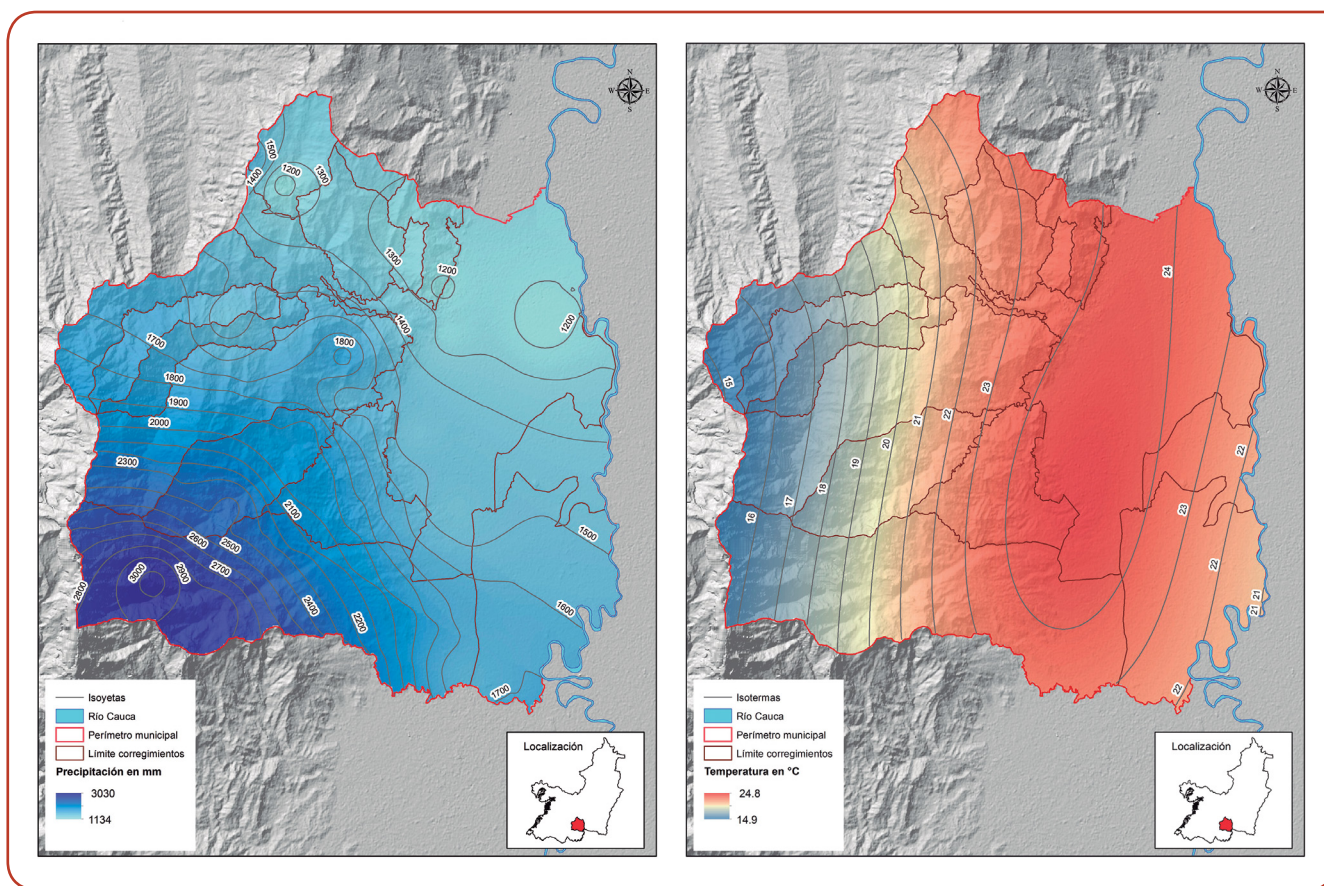 N
W E
S
1500
1400
1200
1300
1300
1200
1200
1400
1700
1800
1800
1900
2000
2300
2100
2600
2500
2700
3000
2900
2800
2400
2200
1500
1600
1700
Isoyetas
Río Cauca
Perímetro municipal
Límite corregimientos
Precipitación en mm
3030
1134
Localización
N
W E
S
24
15
23
22
21
20
19
18
17
16
22
23
22
21
21
22
Isotermas
Río Cauca
Perímetro municipal
Límite corregimientos
Temperatura en °C
24.8
14.9
Localización